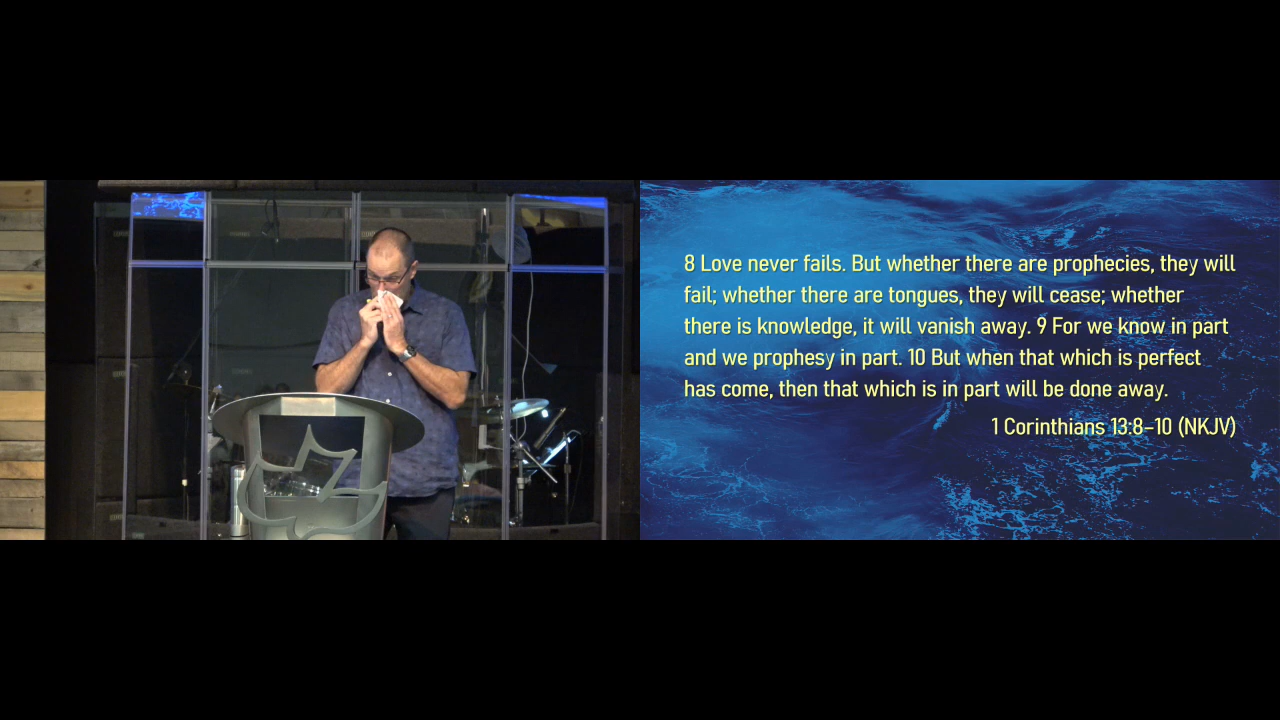 8 Love never fails. But whether there are prophecies, they will
fail; whether there are tongues, they will cease; whether
there is knowledge, it will vanish away. 9 For we know in part
and we prophesy in part. 10 But when that which is perfect
has come, then that which is in part will be done away.
1 Corinthians 13:8–10 (NKJV)